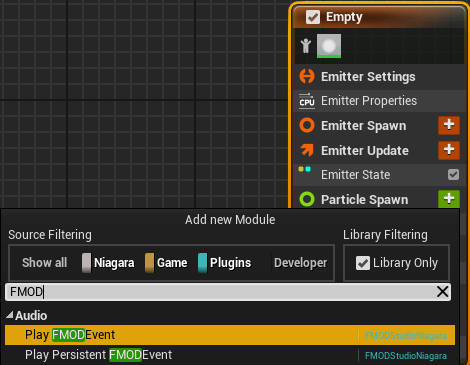 Empty
Emitter Settings
CPU Emitter Properties
Emitter Spawn +
Emitter Update +
Emitter State
Particle Spawn +
Add new Module
Source Filtering Library Filtering
Show all Niagara Game Plugins Developer Library Only
FMOD
Audio
Play FMODEvent FMODStudioNiagara
Play Persistent FMODEvent FMODStudioNiagara